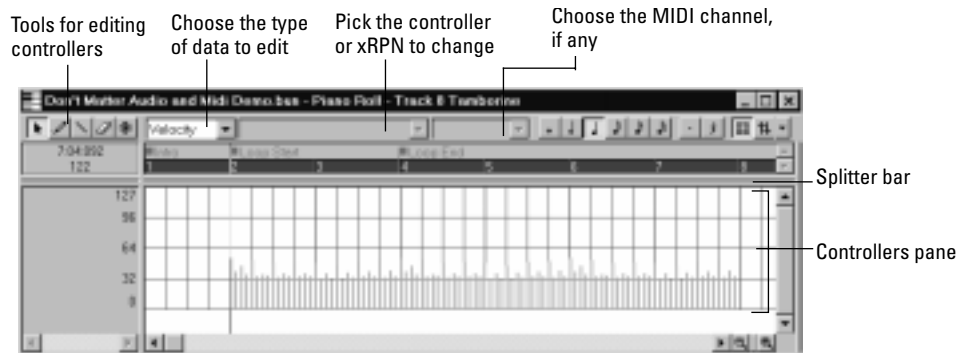 Tools for editing
controllers
Choose the type
of data to edit
Pick the controller
or xRPN to change
Choose the MIDI channel,
if any
Don't Matter Audio and Midi Demo.bun - Piano Roll - Track 8 Tamborine
Velocity
7:04:092
122
Intro
Loop Start
Loop End
1
2
3
4
5
6
7
8
Splitter bar
127
96
64
32
0
Controllers pane